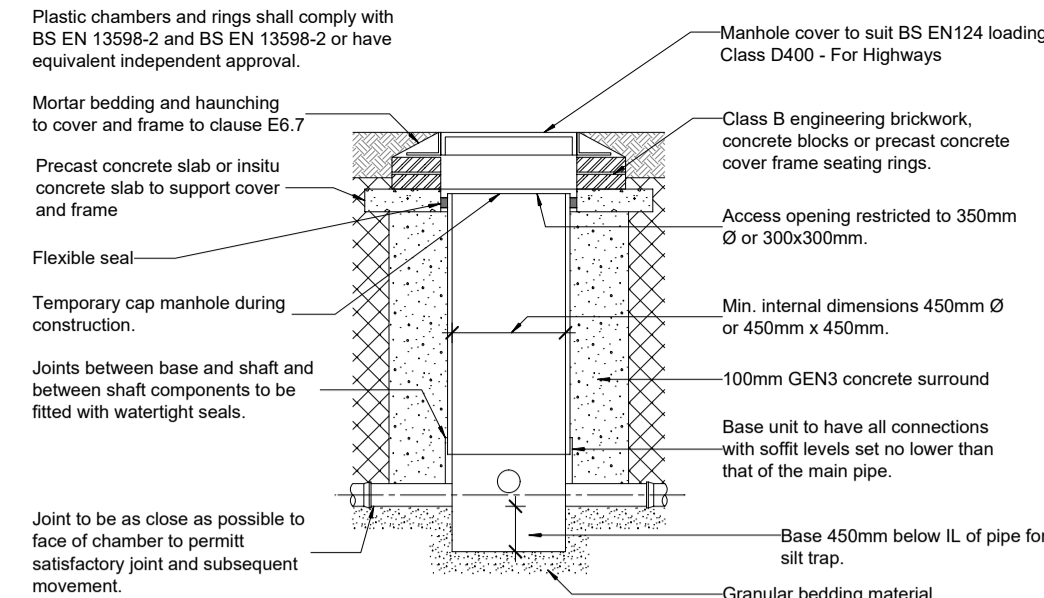 Plastic chambers and rings shall comply with
BS EN 13598-2 and BS EN 13598-2 or have
equivalent independent approval.
Mortar bedding and haunching
to cover and frame to clause E6.7
Precast concrete slab or insitu
concrete slab to support cover
and frame
Flexible seal
Temporary cap manhole during
construction.
Joints between base and shaft and
between shaft components to be
fitted with watertight seals.
Joint to be as close as possible to
face of chamber to permitt
satisfactory joint and subsequent
movement.
Manhole cover to suit BS EN124 loading
Class D400 - For Highways
Class B engineering brickwork,
concrete blocks or precast concrete
cover frame seating rings.
Access opening restricted to 350mm
Ø or 300x300mm.
Min. internal dimensions 450mm Ø
or 450mm x 450mm.
100mm GEN3 concrete surround
Base unit to have all connections
with soffit levels set no lower than
that of the main pipe.
Base 450mm below IL of pipe for
silt trap.
Granular bedding material